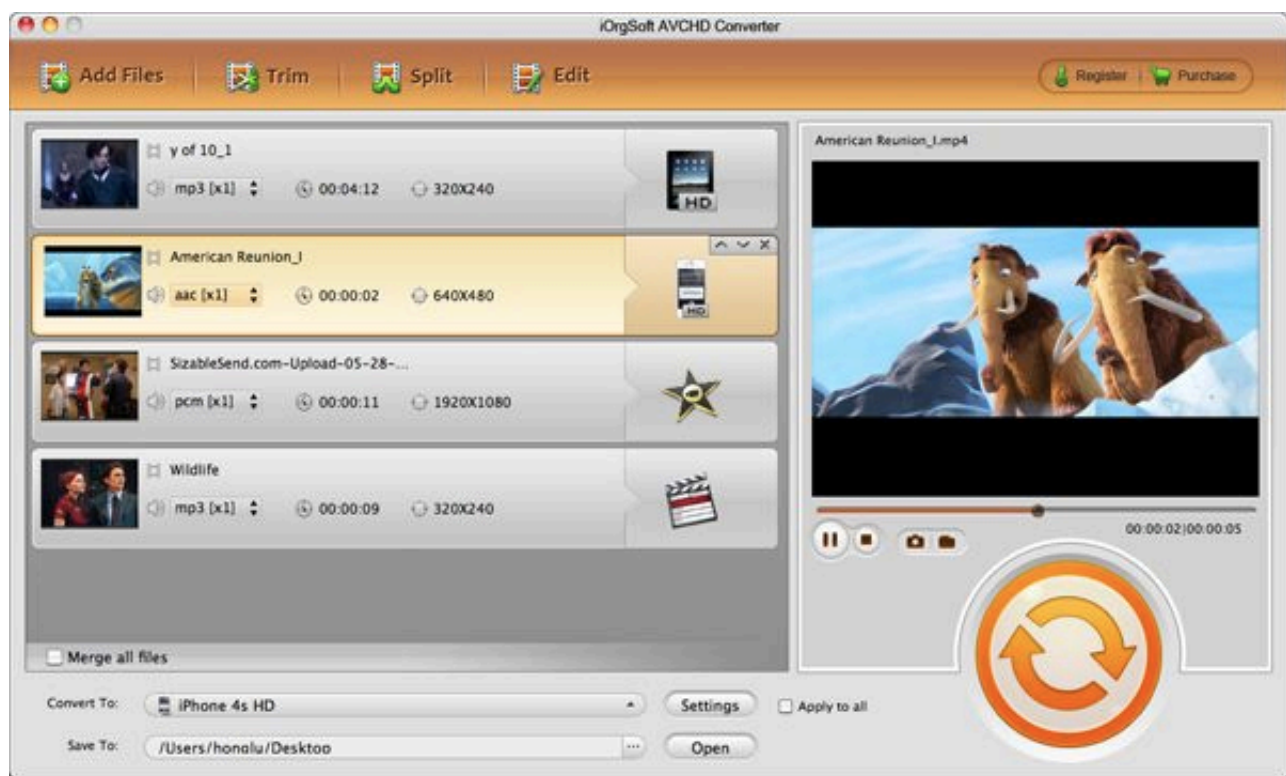 iOrgSoft AVCHD Converter
Add Files Trim Split Edit Register Purchase
y of 10_1
mp3 [x1] 00:04:12 320X240
HD
American Reunion_I
aac [x1] 00:00:02 640X480
HD
SizableSend.com-Upload-05-28-...
pcm [x1] 00:00:11 1920X1080
Wildlife
mp3 [x1] 00:00:09 320X240
Merge all files
American Reunion_I.mp4
00:00:02|00:00:05
Convert To: iPhone 4s HD Settings Apply to all
Save To: /Users/honglu/Desktop ... Open